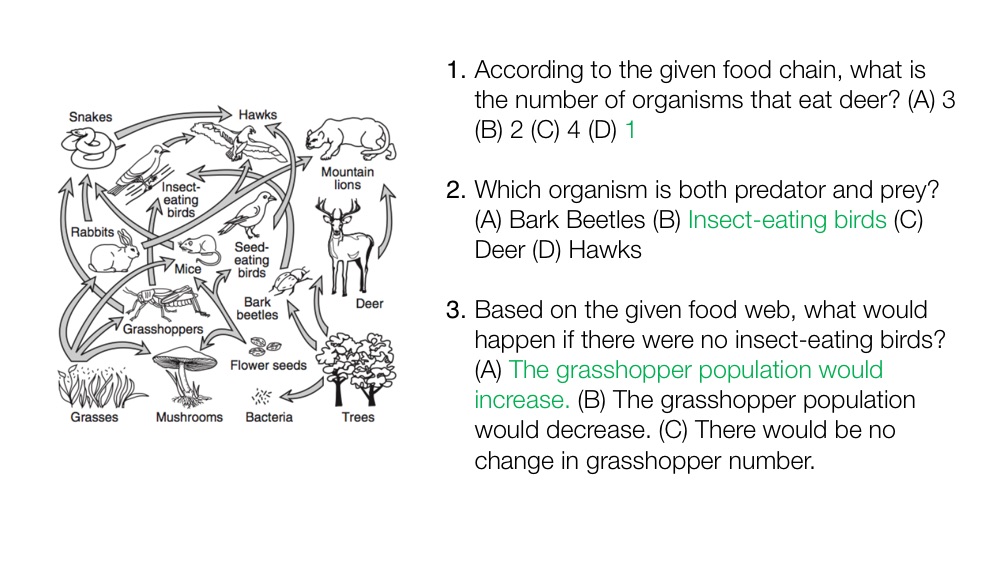 Snakes
Hawks
Mountain
lions
Insect-
eating
birds
Rabbits
Mice
Seed-
eating
birds
Bark
beetles
Deer
Grasshoppers
Flower seeds
Grasses
Mushrooms
Bacteria
Trees
1. According to the given food chain, what is
the number of organisms that eat deer? (A) 3
(B) 2 (C) 4 (D) 1
2. Which organism is both predator and prey?
(A) Bark Beetles (B) Insect-eating birds (C)
Deer (D) Hawks
3. Based on the given food web, what would
happen if there were no insect-eating birds?
(A) The grasshopper population would
increase. (B) The grasshopper population
would decrease. (C) There would be no
change in grasshopper number.